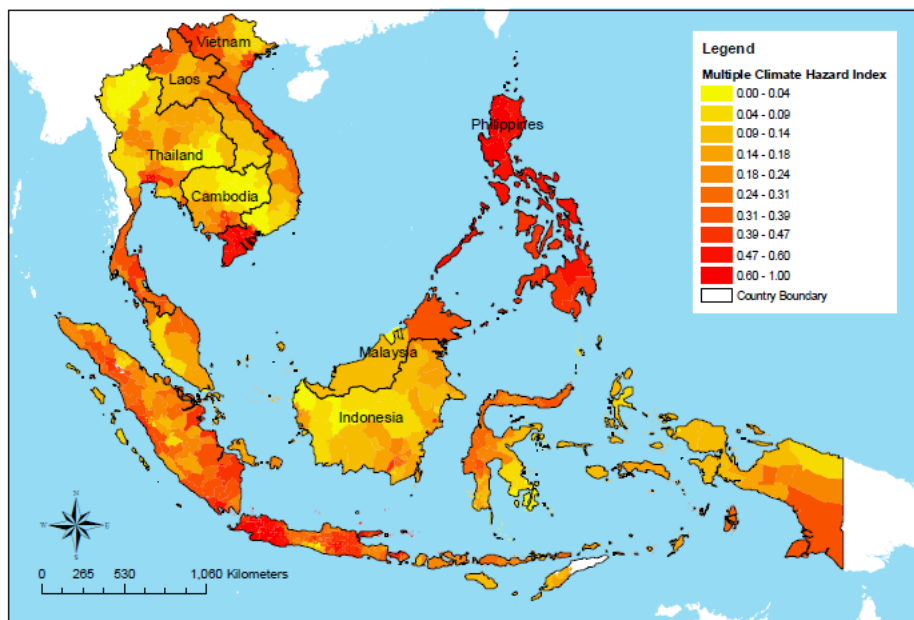 Vietnam
Laos
Philippines
Thailand
Cambodia
Malaysia
Indonesia
Legend
Multiple Climate Hazard Index
0.00 - 0.04
0.04 - 0.09
0.09 - 0.14
0.14 - 0.18
0.18 - 0.24
0.24 - 0.31
0.31 - 0.39
0.39 - 0.47
0.47 - 0.60
0.60 - 1.00
Country Boundary
N
W E
S
0 265 530 1,060 Kilometers